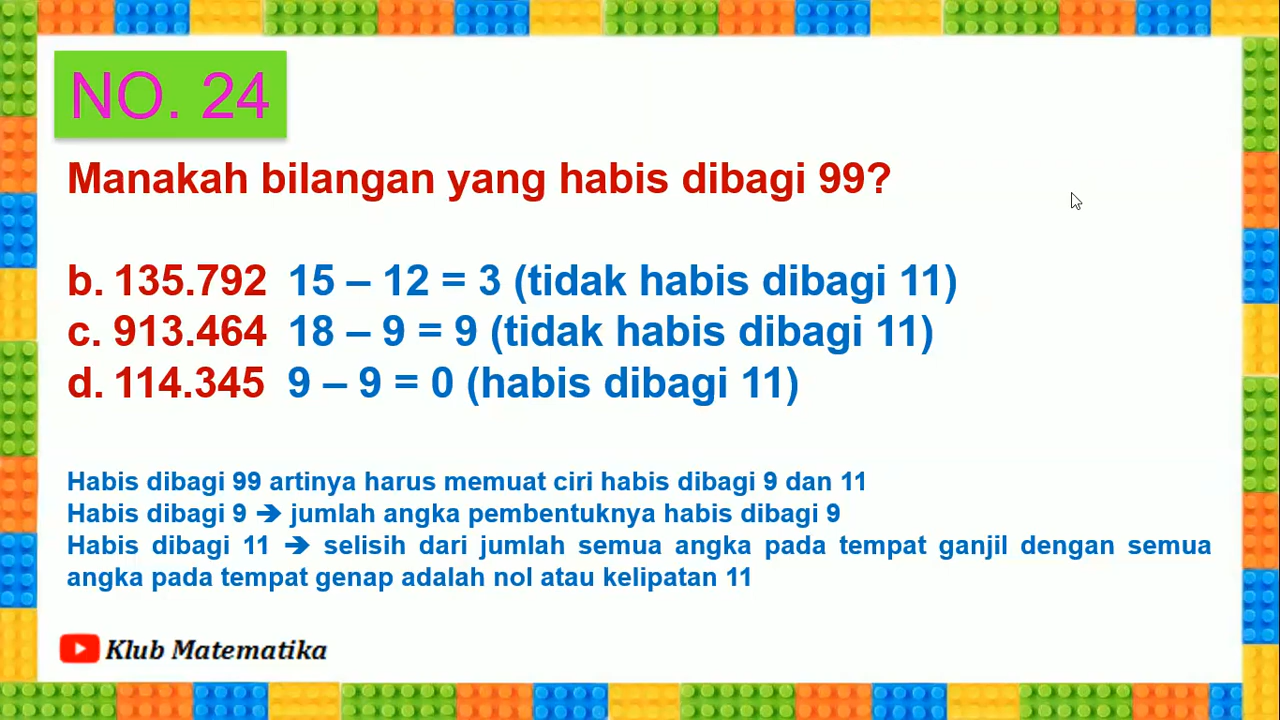 NO. 24
Manakah bilangan yang habis dibagi 99?
b. 135.792 15 – 12 = 3 (tidak habis dibagi 11)
c. 913.464 18 – 9 = 9 (tidak habis dibagi 11)
d. 114.345 9 – 9 = 0 (habis dibagi 11)
Habis dibagi 99 artinya harus memuat ciri habis dibagi 9 dan 11
Habis dibagi 9 ➔ jumlah angka pembentuknya habis dibagi 9
Habis dibagi 11 ➔ selisih dari jumlah semua angka pada tempat ganjil dengan semua
angka pada tempat genap adalah nol atau kelipatan 11
Klub Matematika